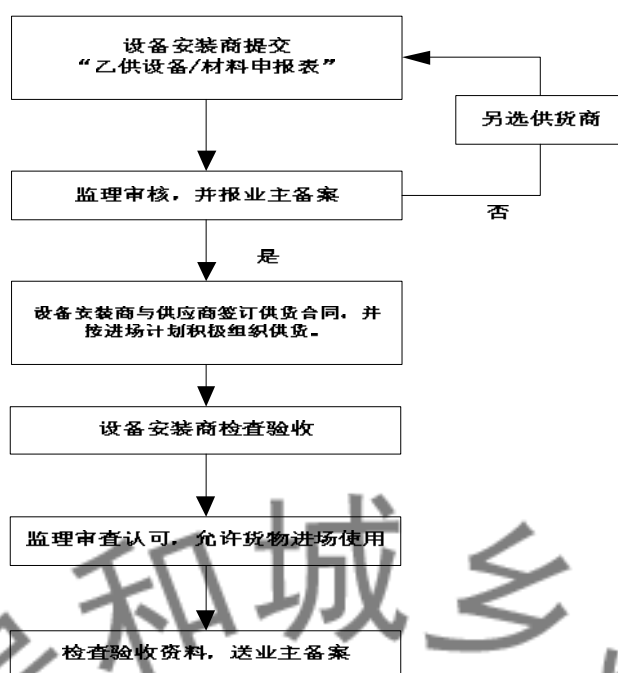 设备安装商提交
“乙供设备/材料申报表”
另选供货商
监理审核，并报业主备案
否
是
设备安装商与供应商签订供货合同，并
按进场计划积极组织供货。
设备安装商检查验收
监理审查认可，允许货物进场使用
检查验收资料，送业主备案
和城乡